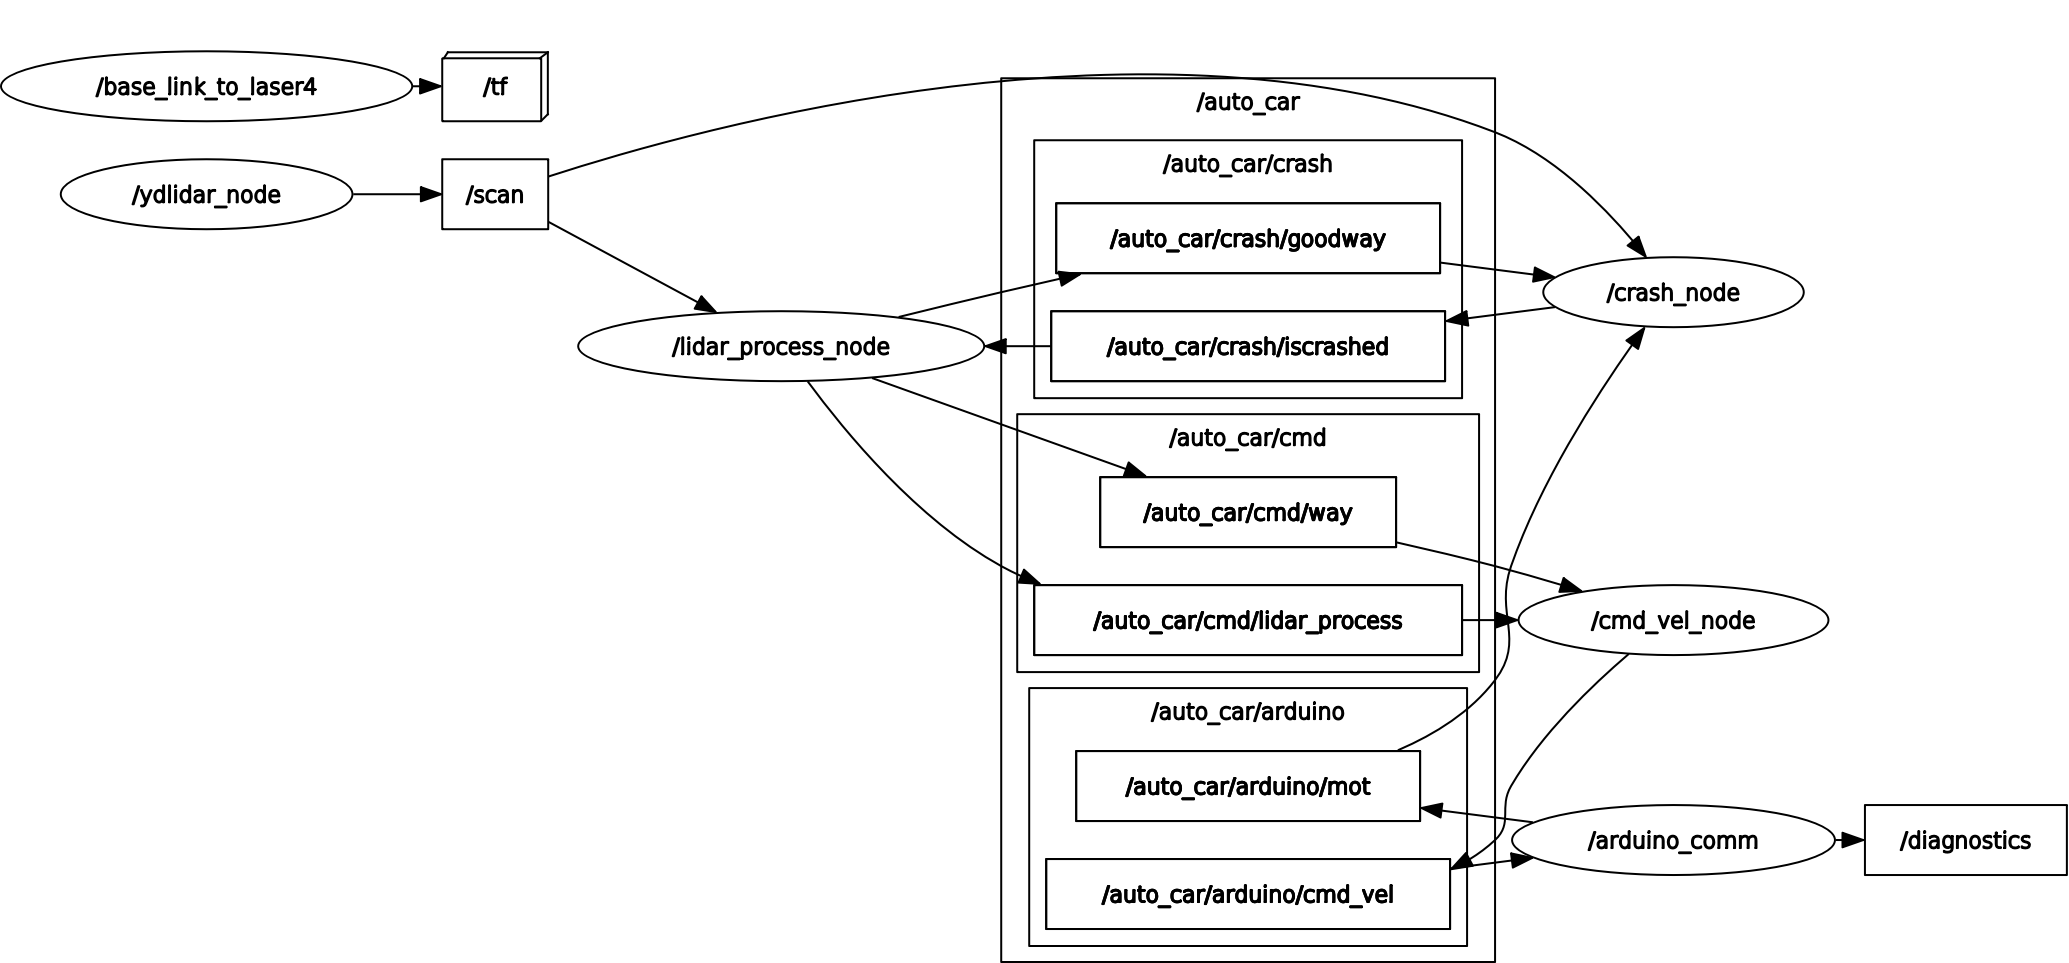 /base_link_to_laser4
/tf
/ydlidar_node
/scan
/lidar_process_node
/auto_car
/auto_car/crash
/auto_car/crash/goodway
/auto_car/crash/iscrashed
/auto_car/cmd
/auto_car/cmd/way
/auto_car/cmd/lidar_process
/auto_car/arduino
/auto_car/arduino/mot
/auto_car/arduino/cmd_vel
/crash_node
/cmd_vel_node
/arduino_comm
/diagnostics